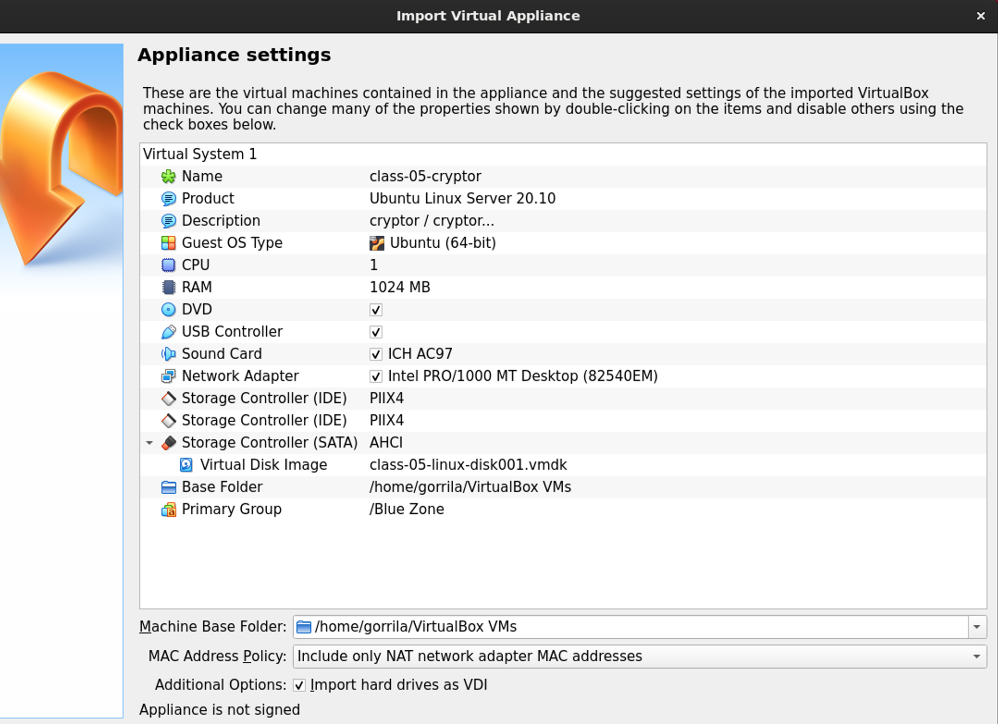 Import Virtual Appliance
Appliance settings
These are the virtual machines contained in the appliance and the suggested settings of the imported VirtualBox
machines. You can change many of the properties shown by double-clicking on the items and disable others using the
check boxes below.
Virtual System 1
Name class-05-cryptor
Product Ubuntu Linux Server 20.10
Description cryptor / cryptor...
Guest OS Type Ubuntu (64-bit)
CPU 1
RAM 1024 MB
DVD
USB Controller
Sound Card ICH AC97
Network Adapter Intel PRO/1000 MT Desktop (82540EM)
Storage Controller (IDE) PIIX4
Storage Controller (IDE) PIIX4
Storage Controller (SATA) AHCI
Virtual Disk Image class-05-linux-disk001.vmdk
Base Folder /home/gorrila/VirtualBox VMs
Primary Group /Blue Zone
Machine Base Folder: /home/gorrila/VirtualBox VMs
MAC Address Policy: Include only NAT network adapter MAC addresses
Additional Options: Import hard drives as VDI
Appliance is not signed